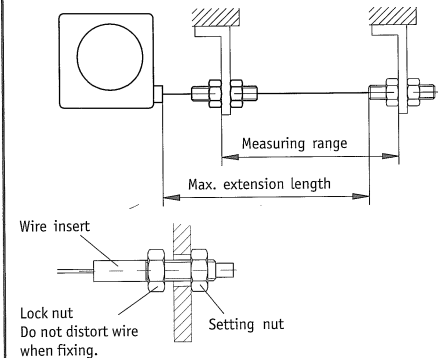 Measuring range
Max. extension length
Wire insert
Lock nut
Do not distort wire
when fixing.
Setting nut